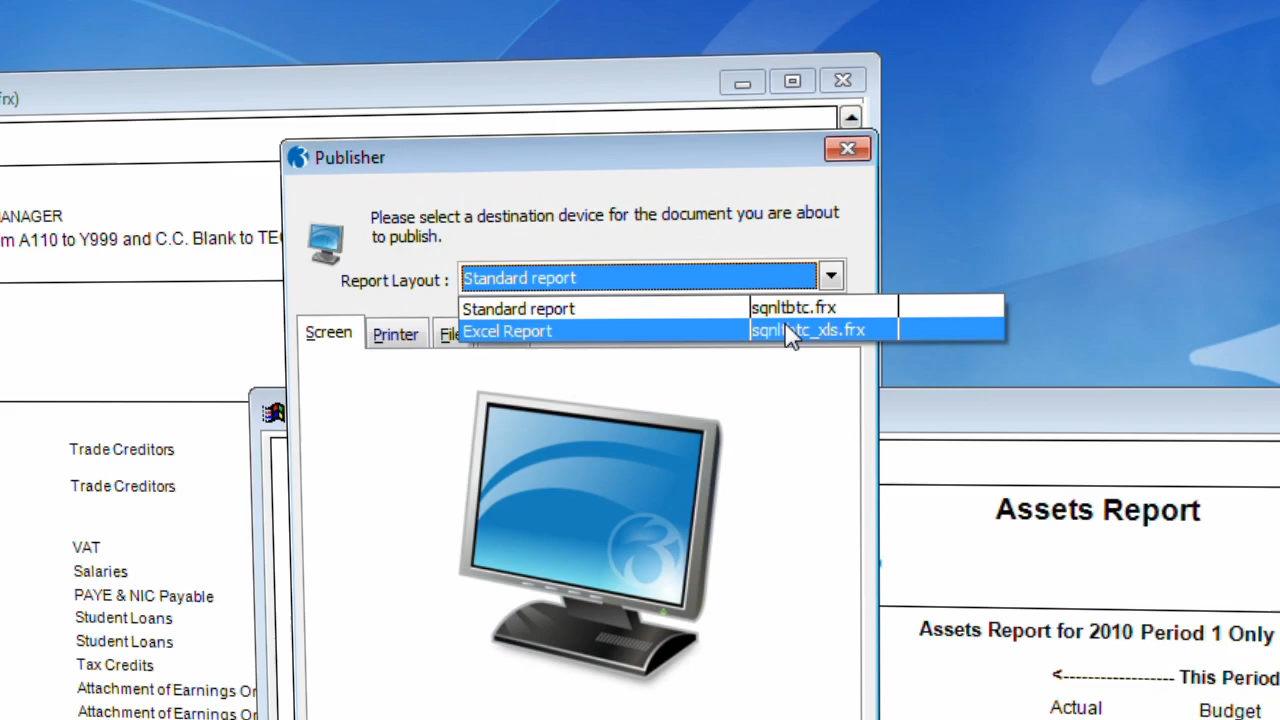 frx)
Publisher
ANAGER
m A110 to Y999 and C.C. Blank to TE
Please select a destination device for the document you are about
to publish.
Report Layout :
Standard report
Standard report
sqnltbtc.frx
Excel Report
_xls.frx
Screen
Printer
File
Trade Creditors
Trade Creditors
VAT
Salaries
PAYE & NIC Payable
Student Loans
Student Loans
Tax Credits
Attachment of Earnings Or
Attachment of Earnings Or
Assets Report
Assets Report for 2010 Period 1 Only
<------------------- This Period
Actual
Budget